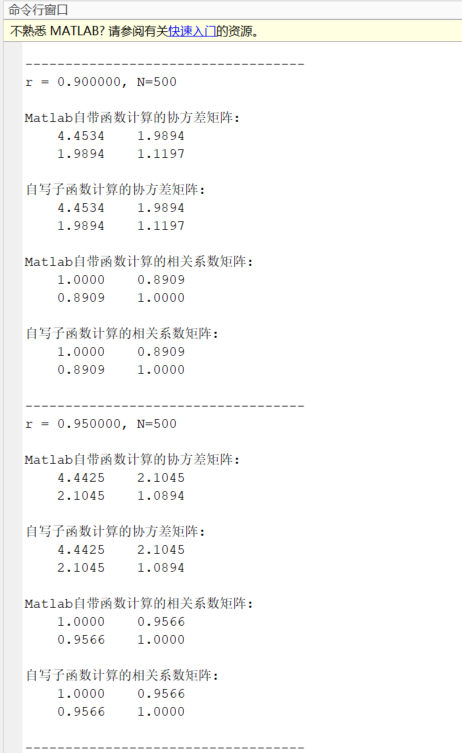 命令行窗口
不熟悉 MATLAB? 请参阅有关快速入门的资源。
-----------------------------------
r = 0.900000, N=500
Matlab自带函数计算的协方差矩阵:
4.4534 1.9894
1.9894 1.1197
自写子函数计算的协方差矩阵:
4.4534 1.9894
1.9894 1.1197
Matlab自带函数计算的相关系数矩阵:
1.0000 0.8909
0.8909 1.0000
自写子函数计算的相关系数矩阵:
1.0000 0.8909
0.8909 1.0000
-----------------------------------
r = 0.950000, N=500
Matlab自带函数计算的协方差矩阵:
4.4425 2.1045
2.1045 1.0894
自写子函数计算的协方差矩阵:
4.4425 2.1045
2.1045 1.0894
Matlab自带函数计算的相关系数矩阵:
1.0000 0.9566
0.9566 1.0000
自写子函数计算的相关系数矩阵:
1.0000 0.9566
0.9566 1.0000
-----------------------------------